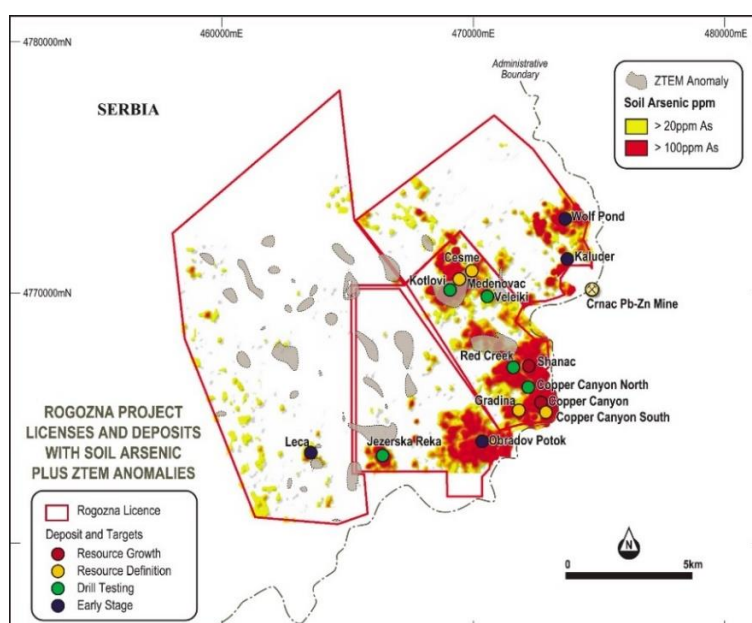 460000mE
470000mE
480000mE
4780000mN
4770000mN
Administrative
Boundary
SERBIA
ZTEM Anomaly
Soil Arsenic ppm
> 20ppm As
> 100ppm As
Wolf Pond
Kaluđer
Crnac Pb-Zn Mine
Cesme
Kotlovi
Medenovac
Veleiki
Red Creek
Shanac
Copper Canyon North
Gradina
Copper Canyon
Copper Canyon South
Leca
Jezerska Reka
Obradov Potok
ROGOZNA PROJECT
LICENSES AND DEPOSITS
WITH SOIL ARSENIC
PLUS ZTEM ANOMALIES
Rogozna Licence
Deposit and Targets
Resource Growth
Resource Definition
Drill Testing
Early Stage
N
0
5km